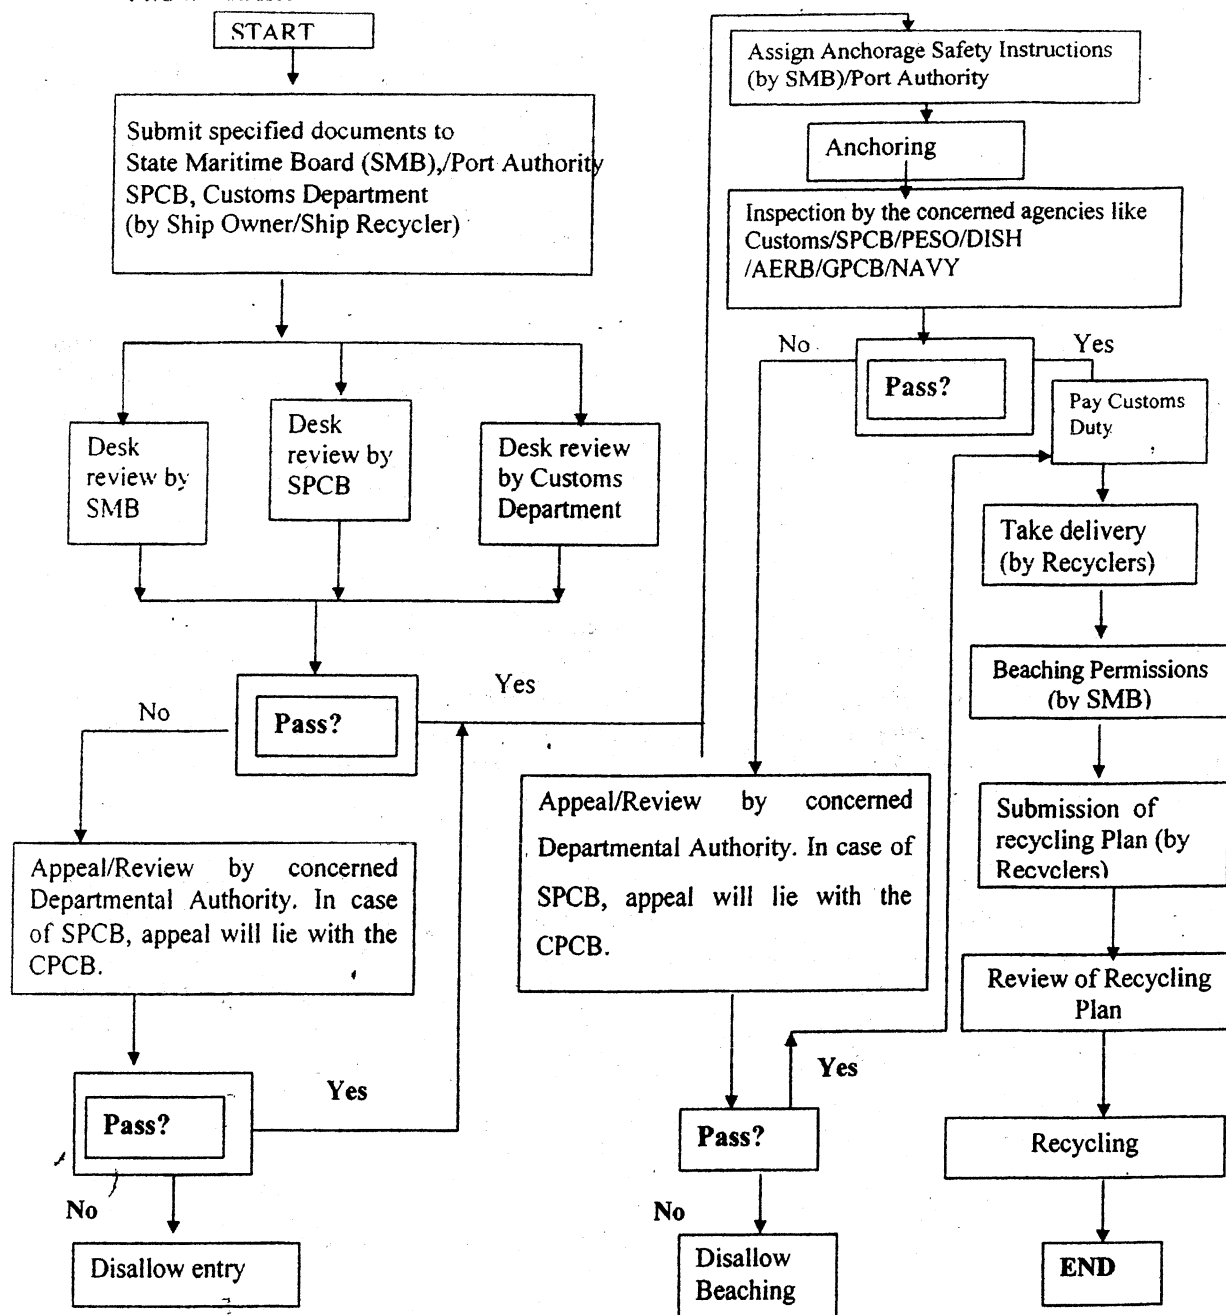 START
Submit specified documents to
State Maritime Board (SMB),/Port Authority
SPCB, Customs Department
(by Ship Owner/Ship Recycler)
Desk
review by
SMB
Desk
review by
SPCB
Desk review
by Customs
Department
Pass?
Yes
No
Appeal/Review by concerned
Departmental Authority. In case
of SPCB, appeal will lie with the
CPCB.
Pass?
Yes
No
Disallow entry
Assign Anchorage Safety Instructions
(by SMB)/Port Authority
Anchoring
Inspection by the concerned agencies like
Customs/SPCB/PESO/DISH
/AERB/GPCB/NAVY
No
Yes
Pass?
Appeal/Review by concerned
Departmental Authority. In case of
SPCB, appeal will lie with the
CPCB.
Yes
Pass?
No
Disallow
Beaching
Pay Customs
Duty
Take delivery
(by Recyclers)
Beaching Permissions
(by SMB)
Submission of
recycling Plan (by
Recyclers)
Review of Recycling
Plan
Recycling
END